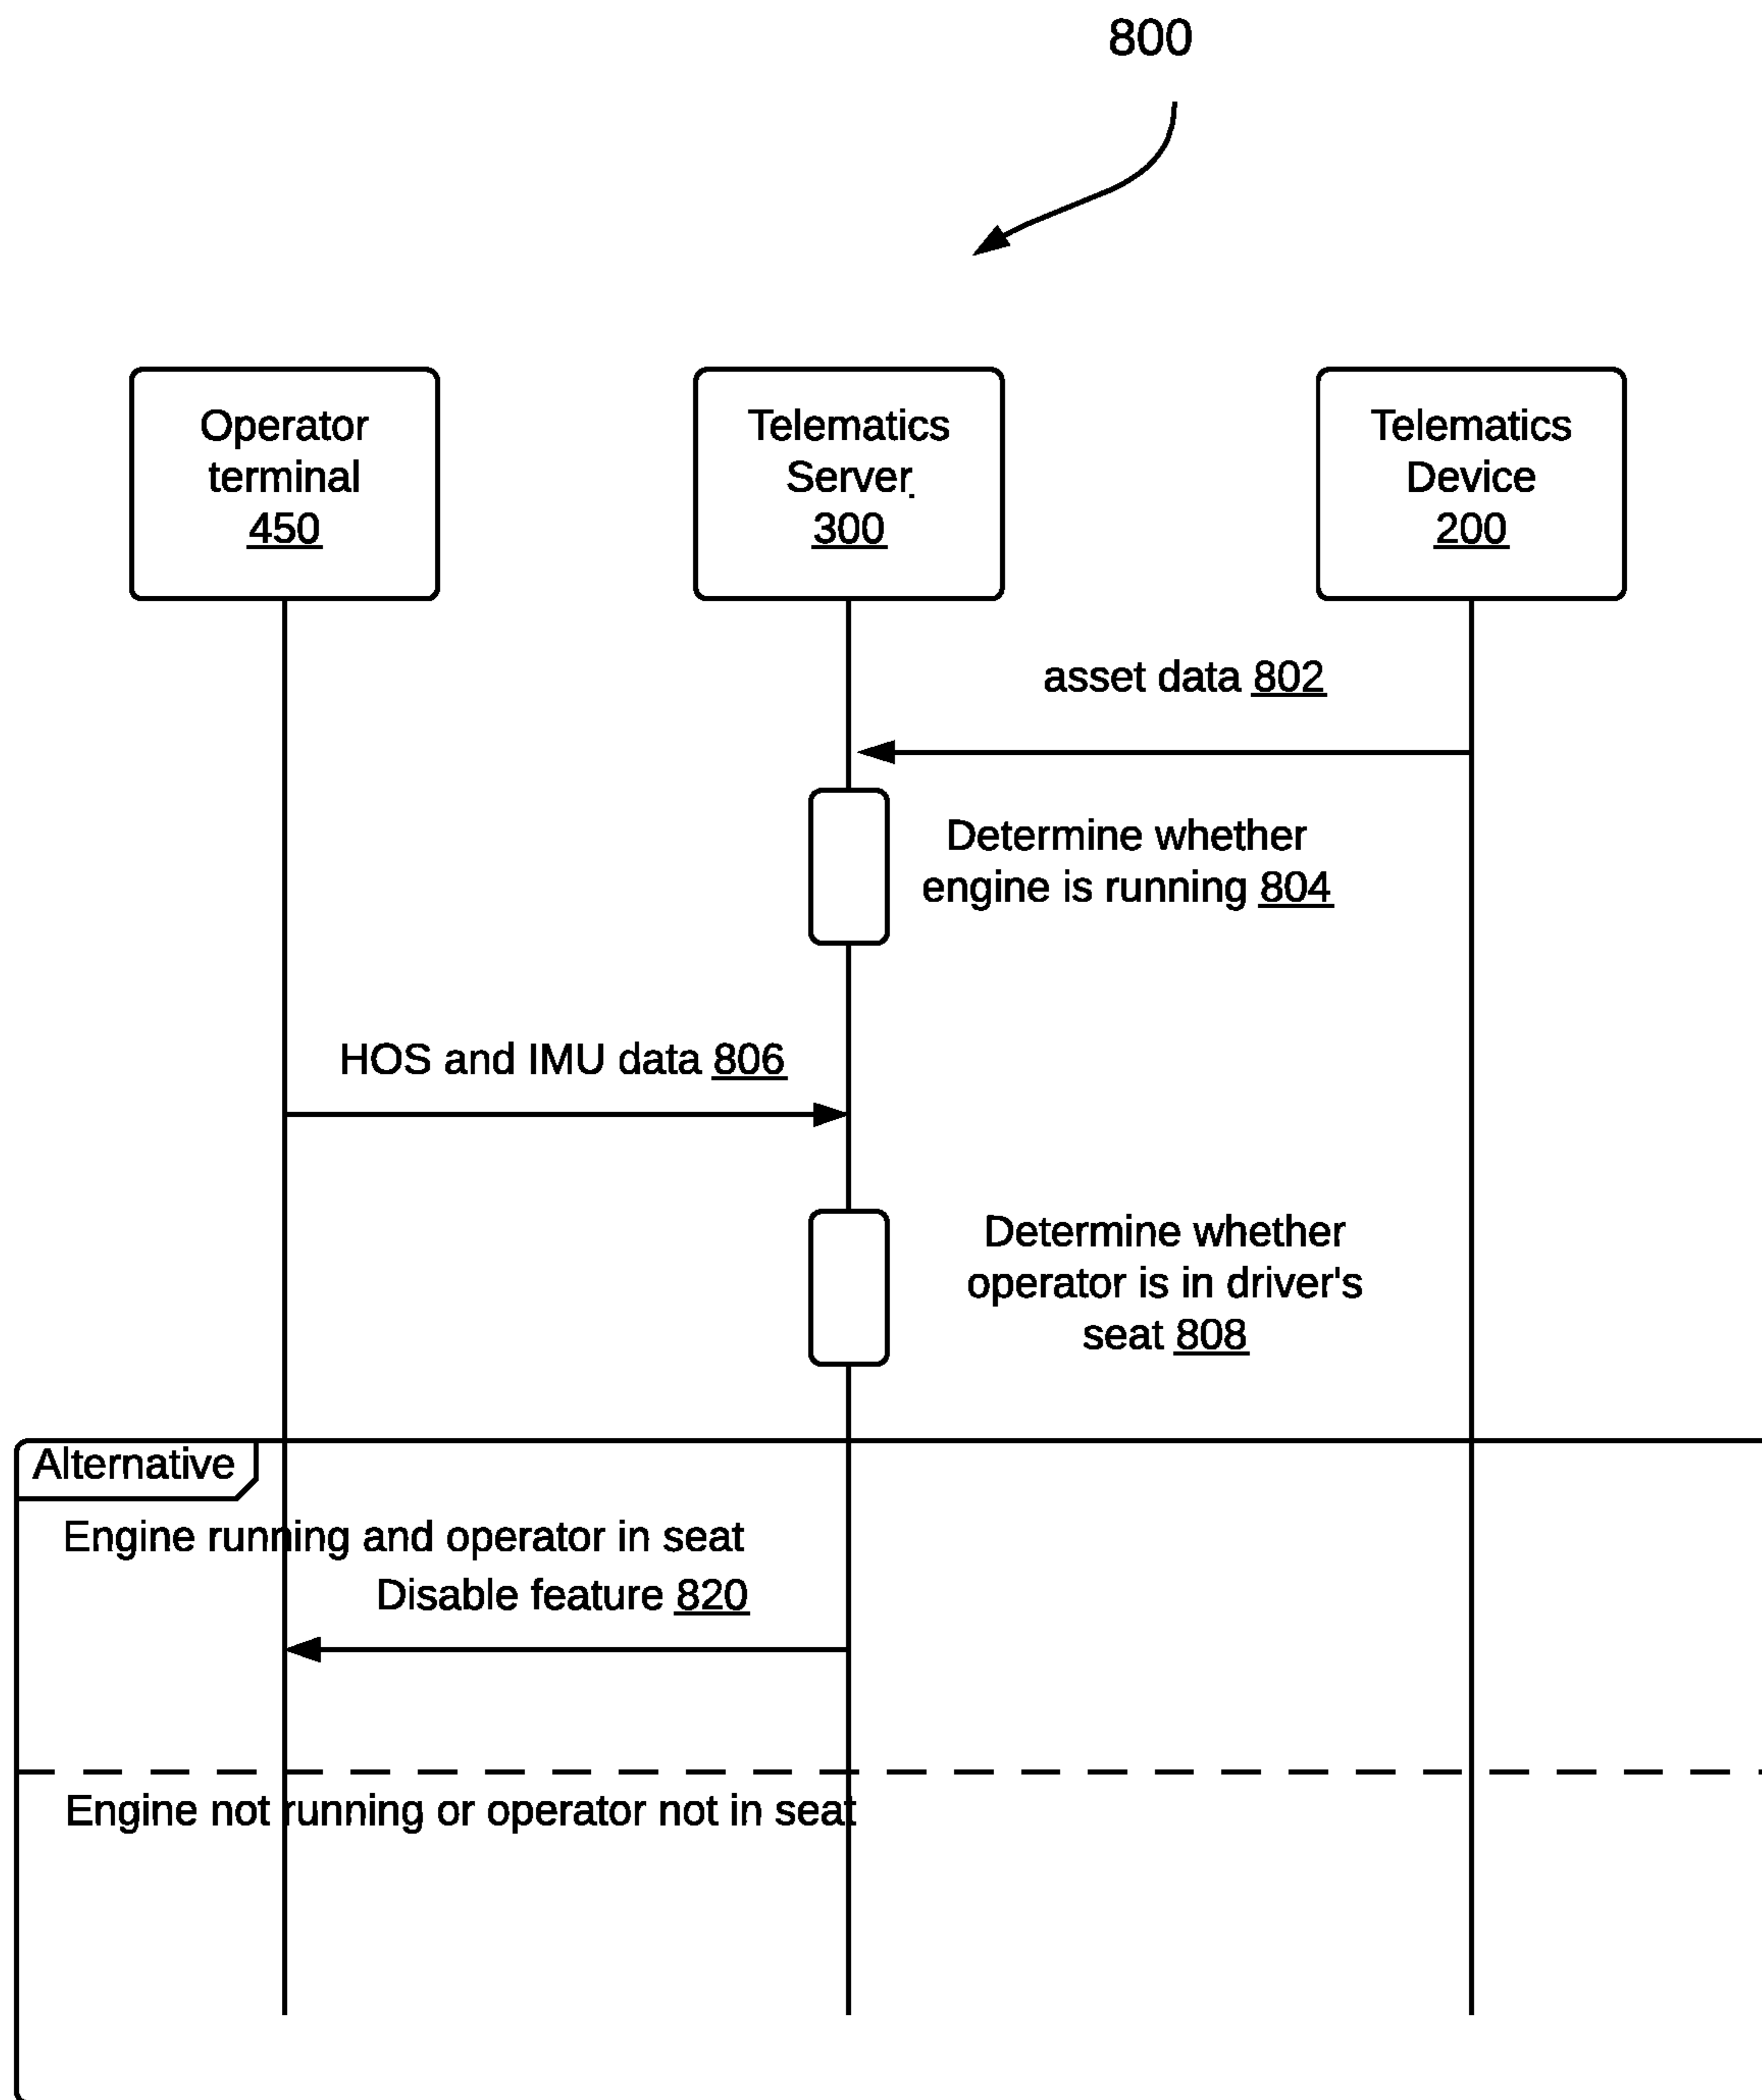 800
Operator
terminal
450
Telematics
Server
300
Telematics
Device
200
asset data 802
Determine whether
engine is running 804
HOS and IMU data 806
Determine whether
operator is in driver's
seat 808
Alternative
Engine running and operator in seat
Disable feature 820
Engine not running or operator not in seat